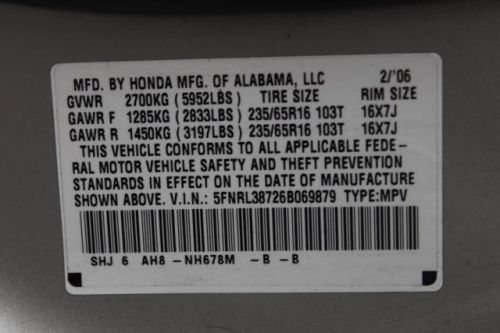 MFD. BY HONDA MFG. OF ALABAMA, LLC 2/'06
GVWR 2700KG (5952LBS) TIRE SIZE RIM SIZE
GAWR F 1285KG (2833LBS) 235/65R16 103T 16X7J
GAWR R 1450KG (3197LBS) 235/65R16 103T 16X7J
THIS VEHICLE CONFORMS TO ALL APPLICABLE FEDE-
RAL MOTOR VEHICLE SAFETY AND THEFT PREVENTION
STANDARDS IN EFFECT ON THE DATE OF MANUFACTURE
SHOWN ABOVE. V.I.N.: 5FNRL38726B069879 TYPE:MPV
SHJ 6 AH8 -NH678M -B -B